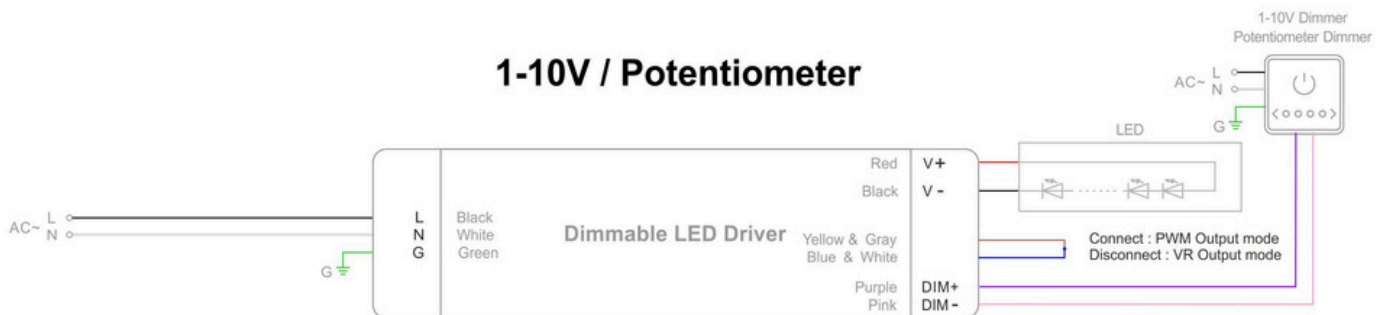 1-10V Dimmer
Potentiometer Dimmer
1-10V / Potentiometer
AC~ L
N
G
LED
Red V+
Black V -
AC~ L
N
G
L Black
N White
G Green
Dimmable LED Driver
Yellow & Gray
Blue & White
Connect : PWM Output mode
Disconnect : VR Output mode
Purple DIM+
Pink DIM -